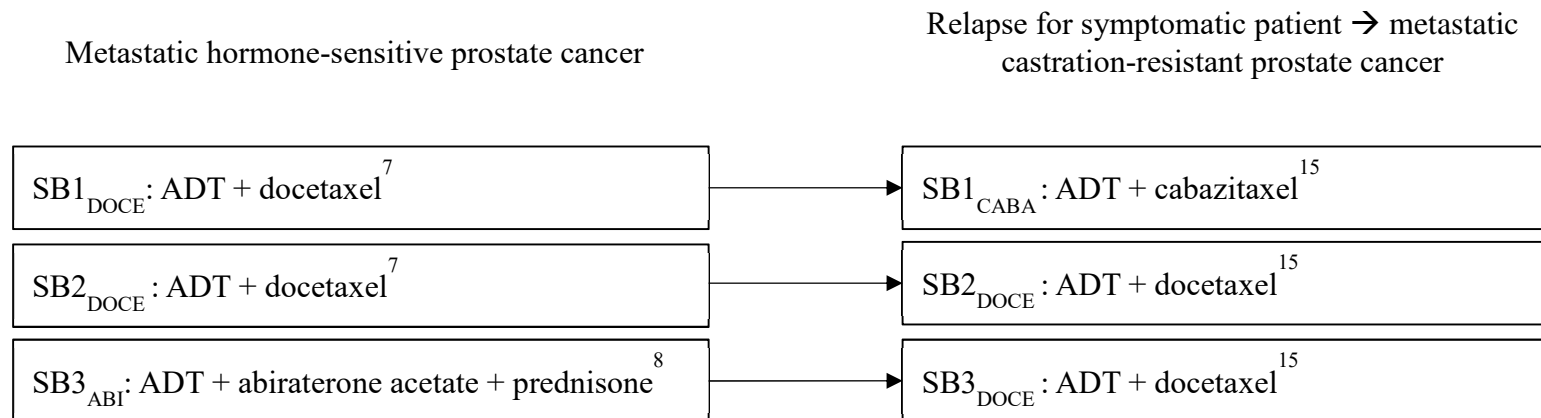 Metastatic hormone-sensitive prostate cancer
Relapse for symptomatic patient → metastatic
castration-resistant prostate cancer
SB1DOCE: ADT + docetaxel7
SB1CABA: ADT + cabazitaxel15
SB2DOCE: ADT + docetaxel7
SB2DOCE: ADT + docetaxel15
SB3ABI: ADT + abiraterone acetate + prednisone8
SB3DOCE: ADT + docetaxel15